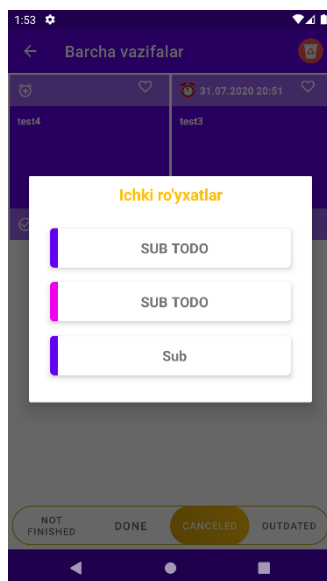 1:53
Barcha vazifalar
31.07.2020 20:51
test4
test3
Ichki ro'yxatlar
SUB TODO
SUB TODO
Sub
NOT
FINISHED
DONE
CANCELED
OUTDATED